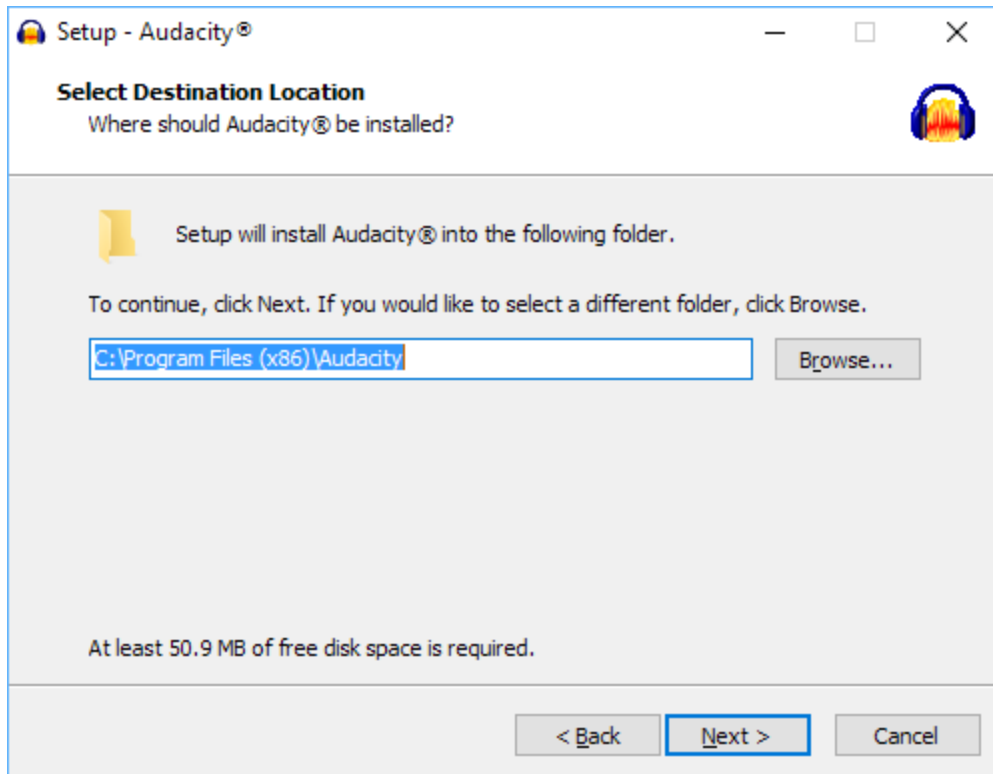 Setup - Audacity®
Select Destination Location
Where should Audacity® be installed?
Setup will install Audacity® into the following folder.
To continue, click Next. If you would like to select a different folder, click Browse.
C:\Program Files (x86)\Audacity
Browse...
At least 50.9 MB of free disk space is required.
< Back
Next >
Cancel